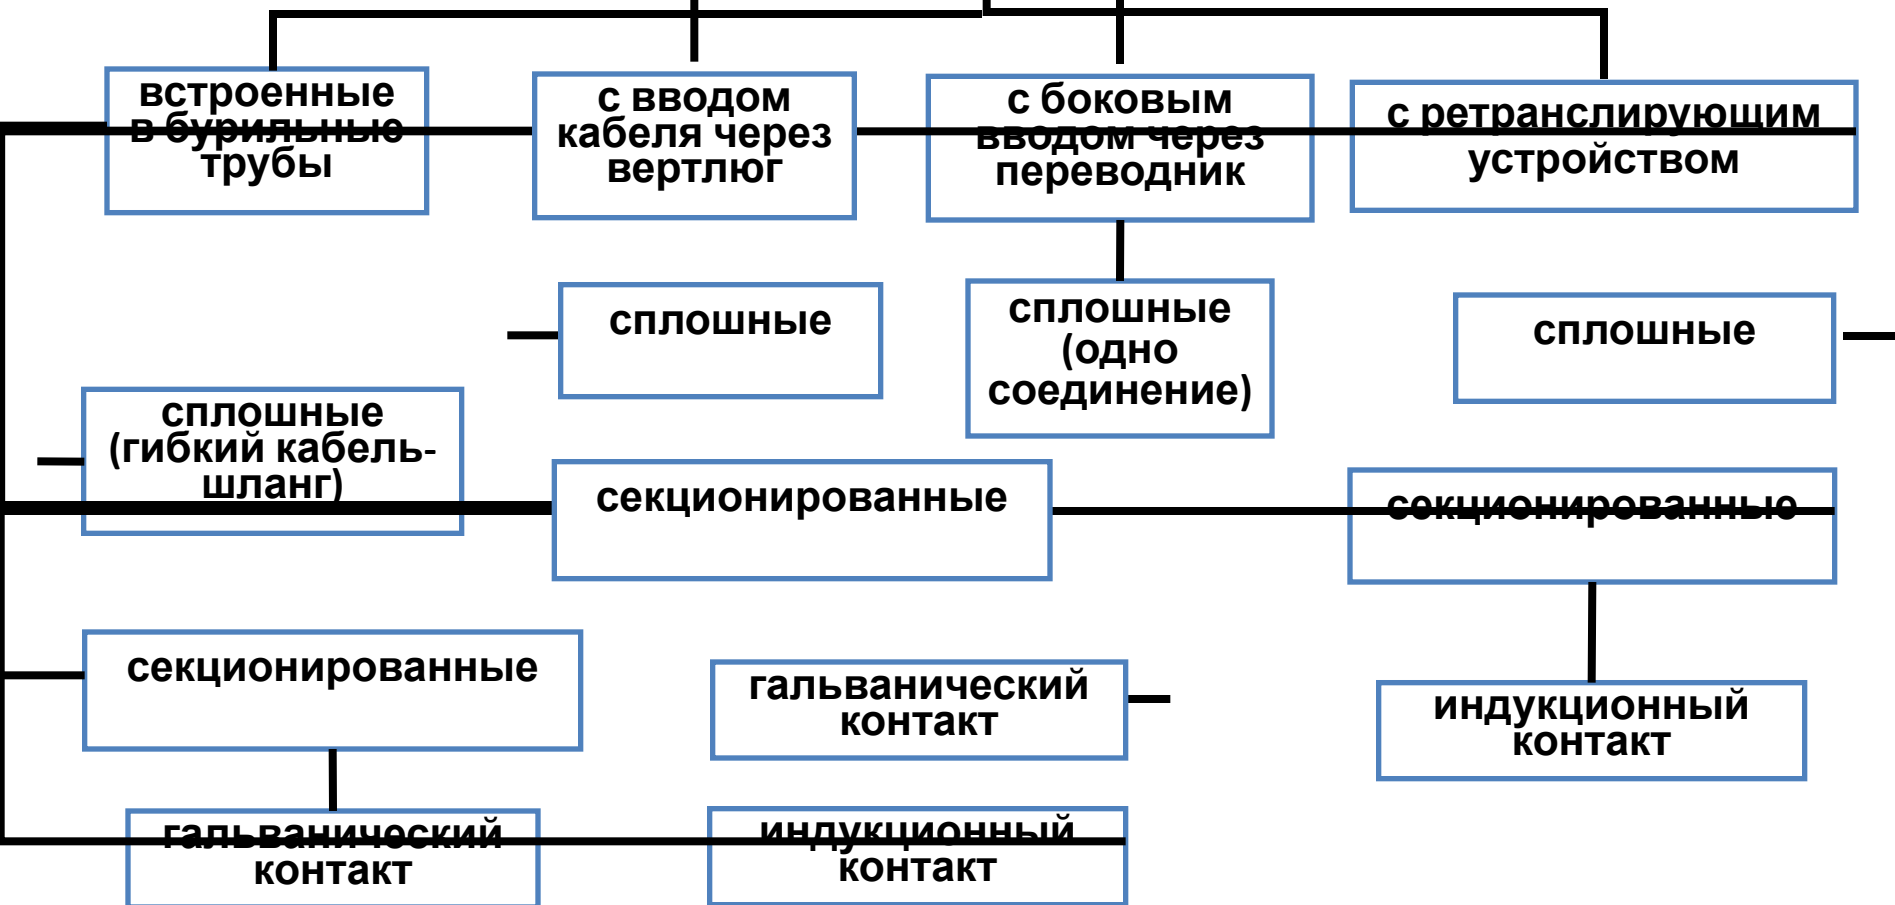 встроенные
в бурильные
трубы
с вводом
кабеля через
вертлюг
с боковым
вводом через
переводник
с ретранслирующим
устройством
сплошные
сплошные
(одно
соединение)
сплошные
сплошные
(гибкий кабель-
шланг)
секционированные
секционированные
секционированные
гальванический
контакт
индукционный
контакт
гальванический
контакт
индукционный
контакт